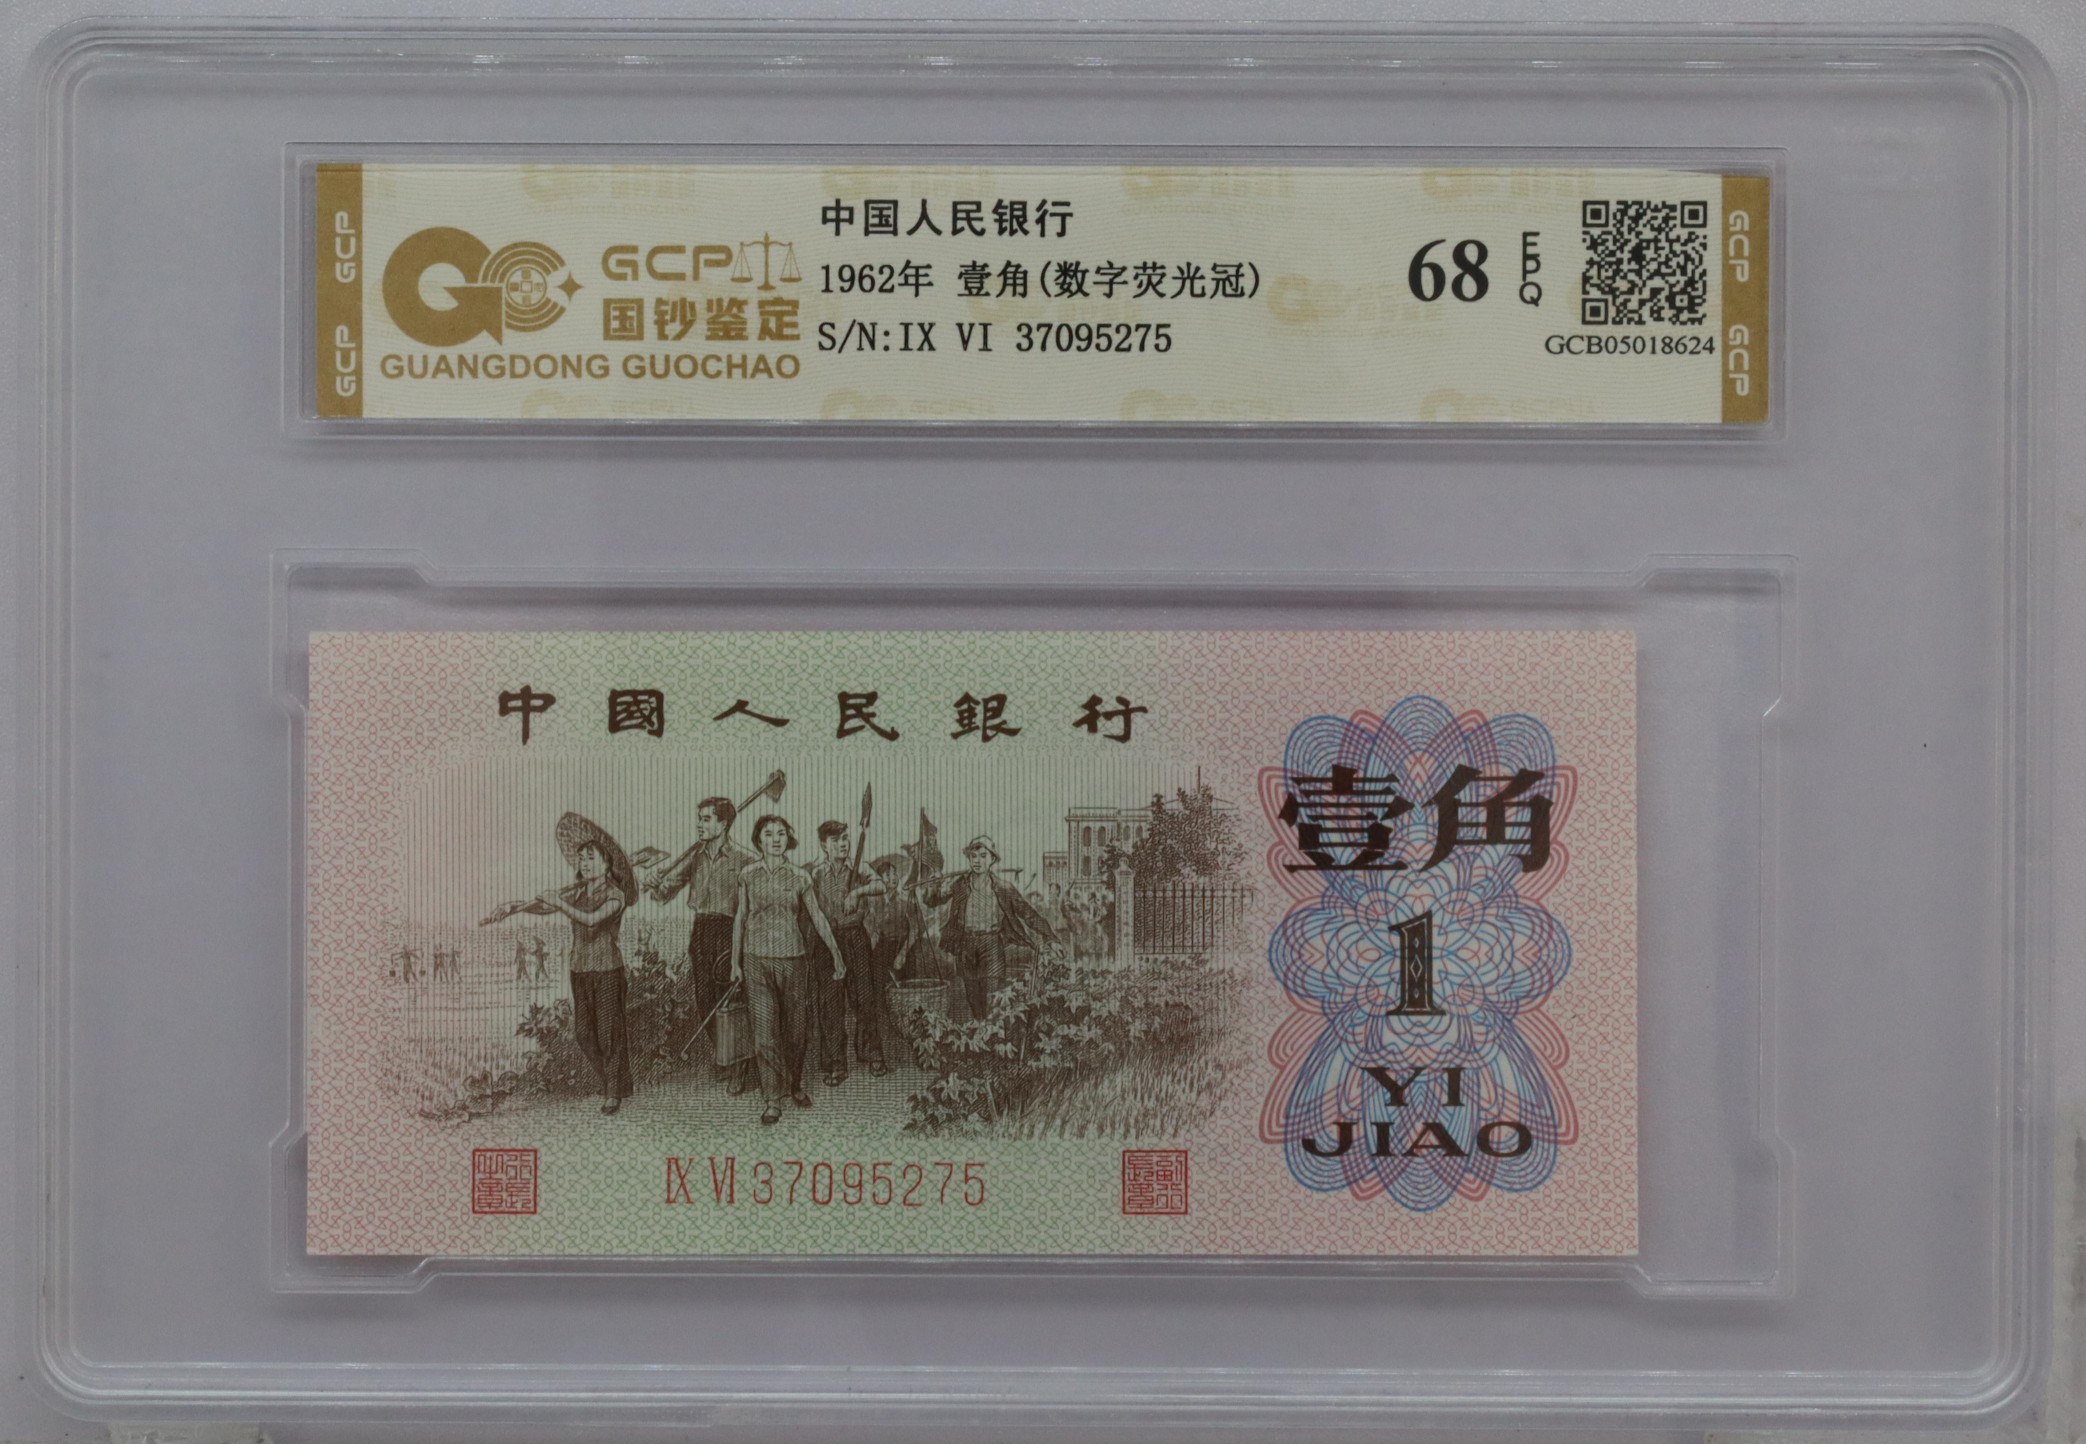 GCP
国钞鉴定
GUANGDONG GUOCHAO
中国人民银行
1962年 壹角(数字荧光冠)
S/N:IX VI 37095275
68 EPQ
GCB05018624
GCP GCP
GCP GCP
中國人民銀行
壹角
1
YI
JIAO
IX VI 37095275